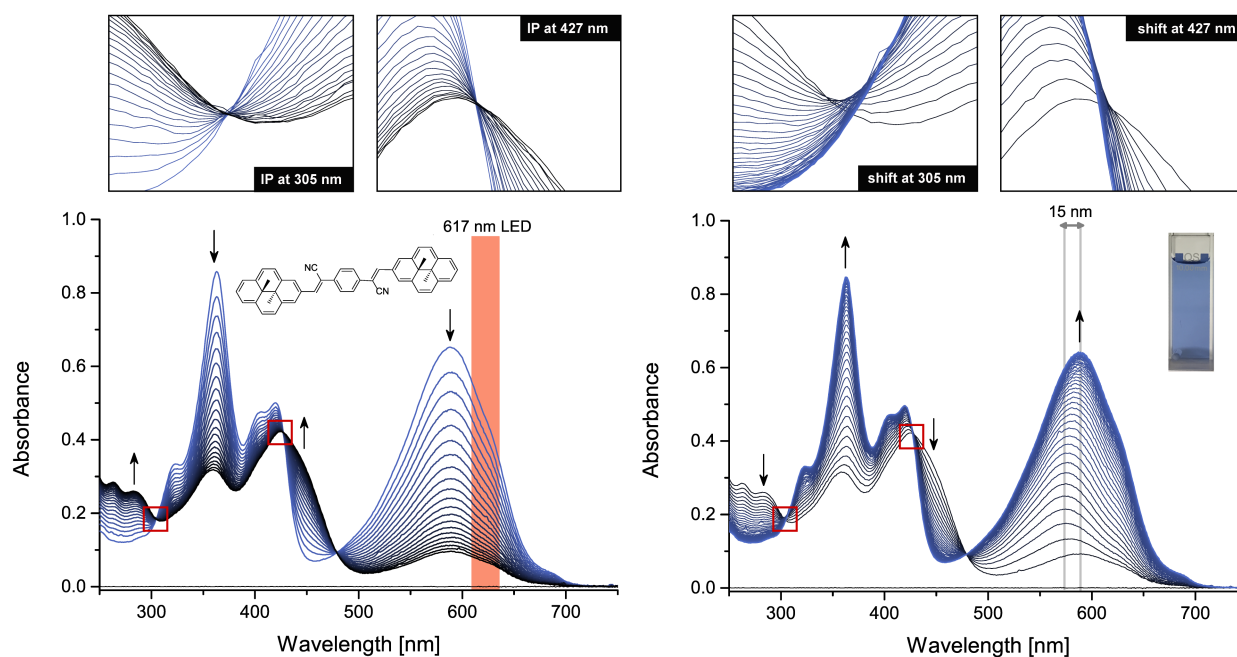 IP at 305 nm
IP at 427 nm
shift at 305 nm
shift at 427 nm
1.0
0.8
0.6
0.4
0.2
0.0
Absorbance
300
400
500
600
700
Wavelength [nm]
617 nm LED
NC
CN
1.0
0.8
0.6
0.4
0.2
0.0
Absorbance
300
400
500
600
700
Wavelength [nm]
15 nm